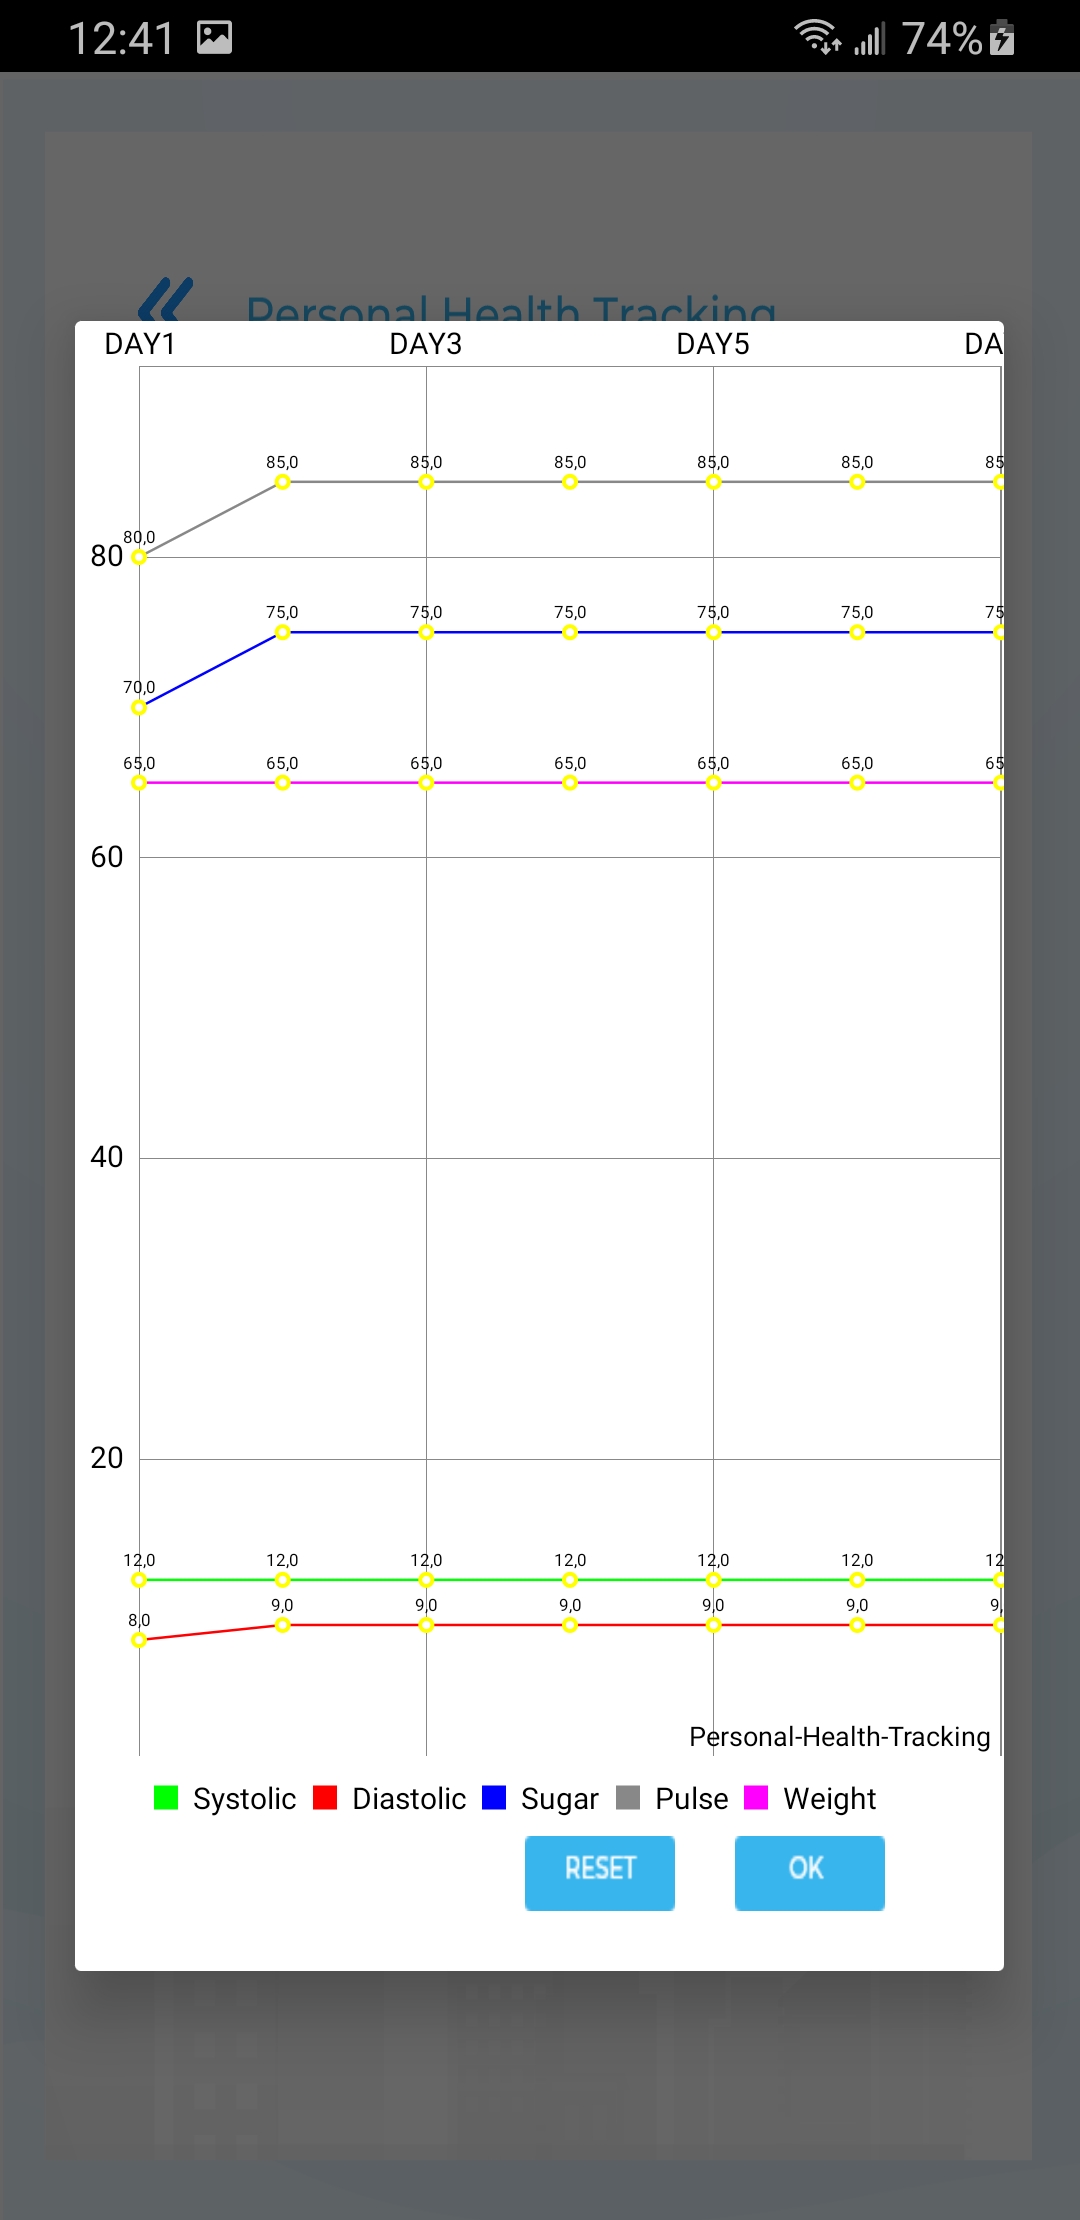 12:41 74%
Personal Health Tracking
DAY1 DAY3 DAY5 DA
85,0 85,0 85,0 85,0 85,0 85
80,0
80
75,0 75,0 75,0 75,0 75,0 75
70,0
65,0 65,0 65,0 65,0 65,0 65,0 65
60
40
20
12,0 12,0 12,0 12,0 12,0 12,0 12
8,0 9,0 9,0 9,0 9,0 9,0 9,
Personal-Health-Tracking
Systolic Diastolic Sugar Pulse Weight
RESET OK